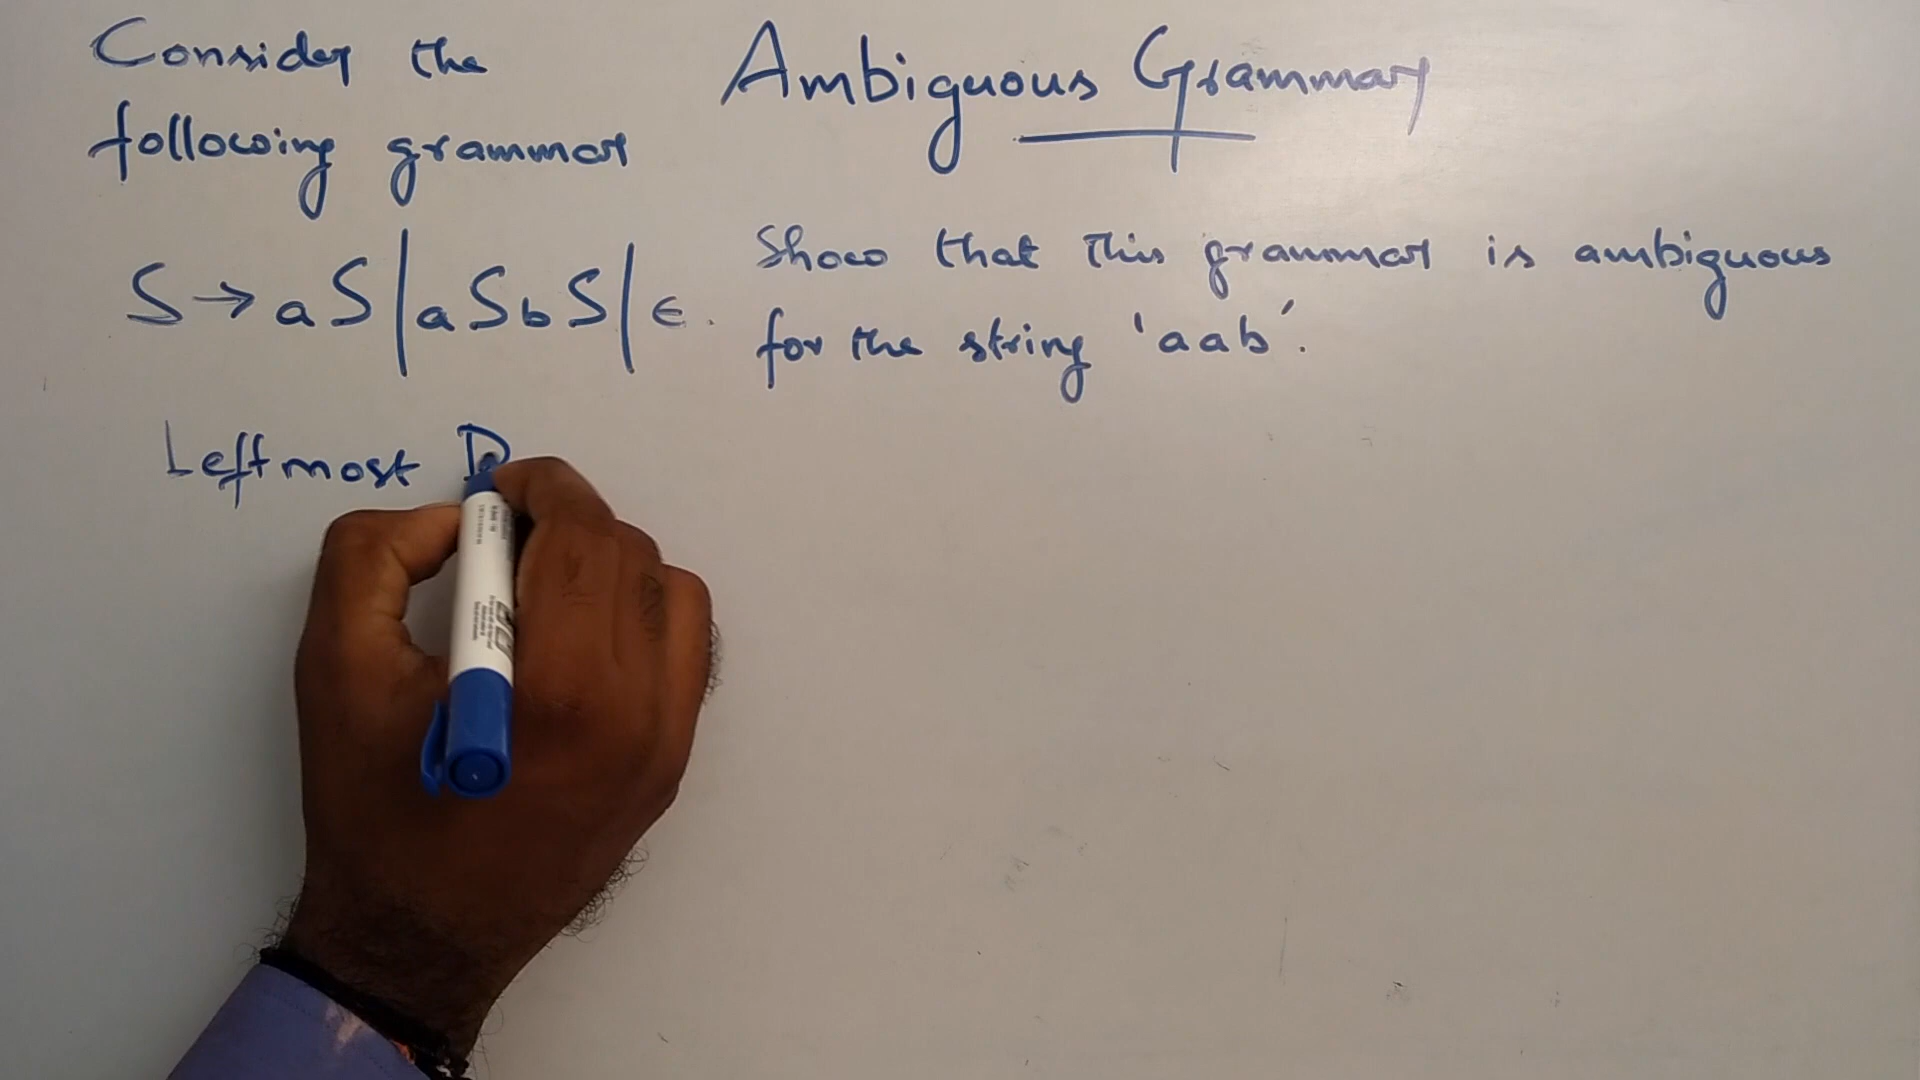 Consider the
following grammar
S → aS | aSbS | ϵ.
Ambiguous Grammar
Show that this grammar is ambiguous
for the string 'aab'.
Leftmost D